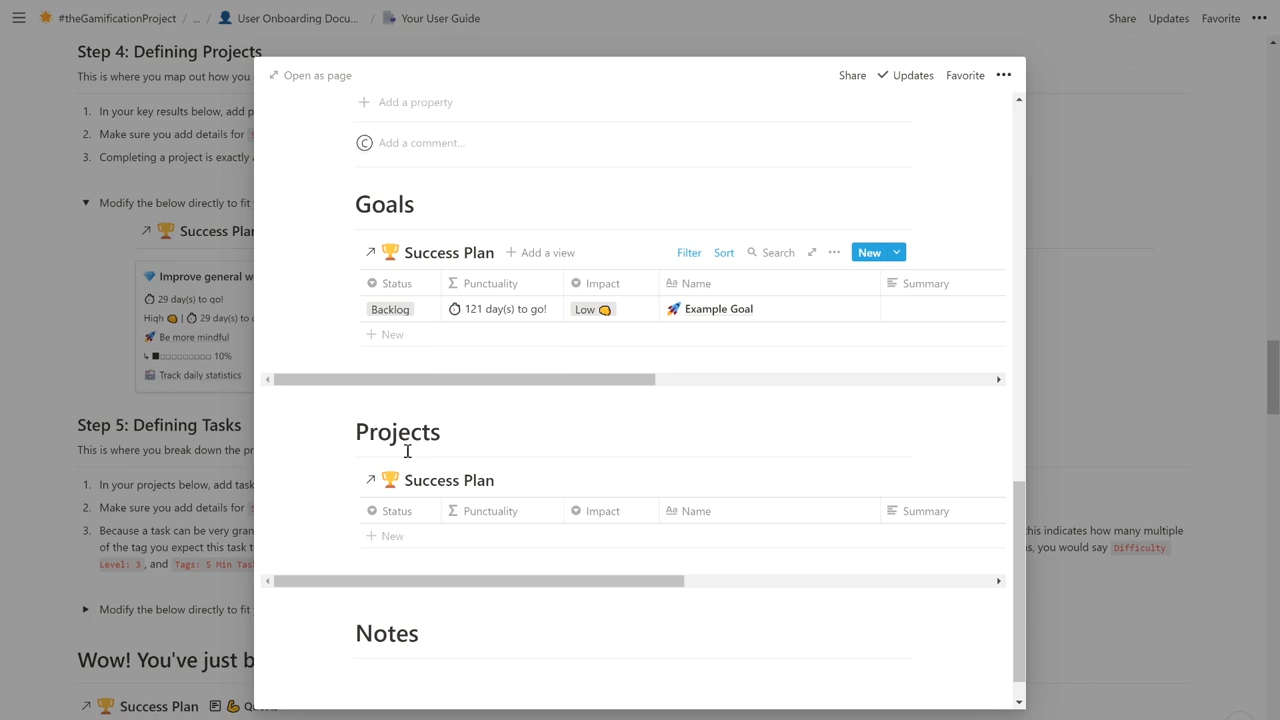 #theGamificationProject / ... / User Onboarding Docu... / Your User Guide
Share Updates Favorite •••
Step 4: Defining Projects
This is where you map out how you
1. In your key results below, add p
2. Make sure you add details for
3. Completing a project is exactly
Modify the below directly to fit
Success Plan
Improve general w
29 day(s) to go!
High | 29 day(s) to
Be more mindful
10%
Track daily statistics
Step 5: Defining Tasks
This is where you break down the pr
1. In your projects below, add task
2. Make sure you add details for
3. Because a task can be very gran
this indicates how many multiple
of the tag you expect this task t
s, you would say Difficulty
Level: 3, and Tags: 5 Min Tas
Modify the below directly to fit
Wow! You've just b
Success Plan
Open as page
Share Updates Favorite •••
Add a property
C Add a comment...
Goals
Success Plan + Add a view Filter Sort Search ••• New
Status Punctuality Impact Name Summary
Backlog 121 day(s) to go! Low Example Goal
+ New
Projects
Success Plan
Status Punctuality Impact Name Summary
+ New
Notes